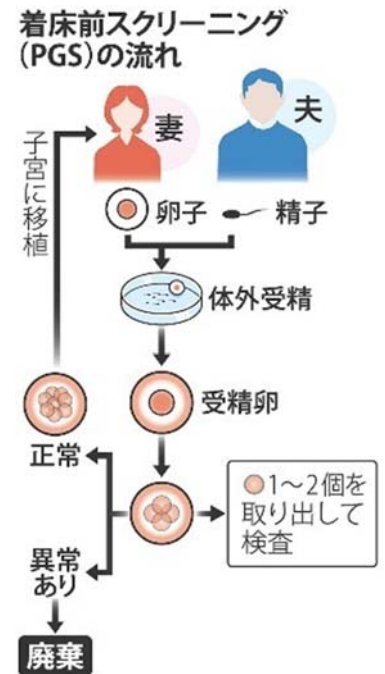 着床前スクリーニング
(PGS)の流れ
妻
夫
子宮に移植
卵子
精子
体外受精
受精卵
正常
1〜2個を
取り出して
検査
異常
あり
廃棄